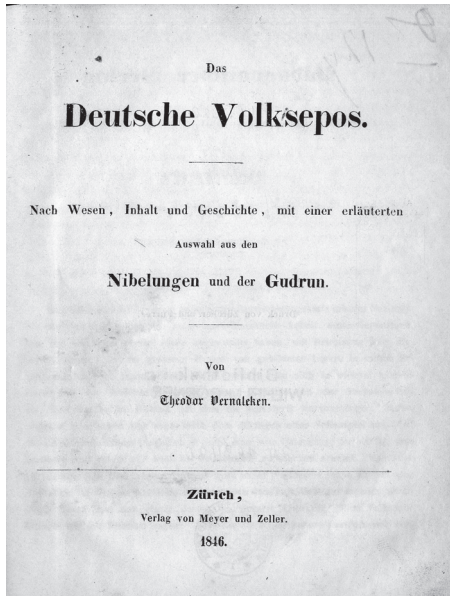 Das
Deutsche Volksepos.
Nach Wesen, Inhalt und Geschichte, mit einer erläuterten
Auswahl aus den
Nibelungen und der Gudrun.
Von
Theodor Vernaleken.
Zürich,
Verlag von Meyer und Zeller.
1846.